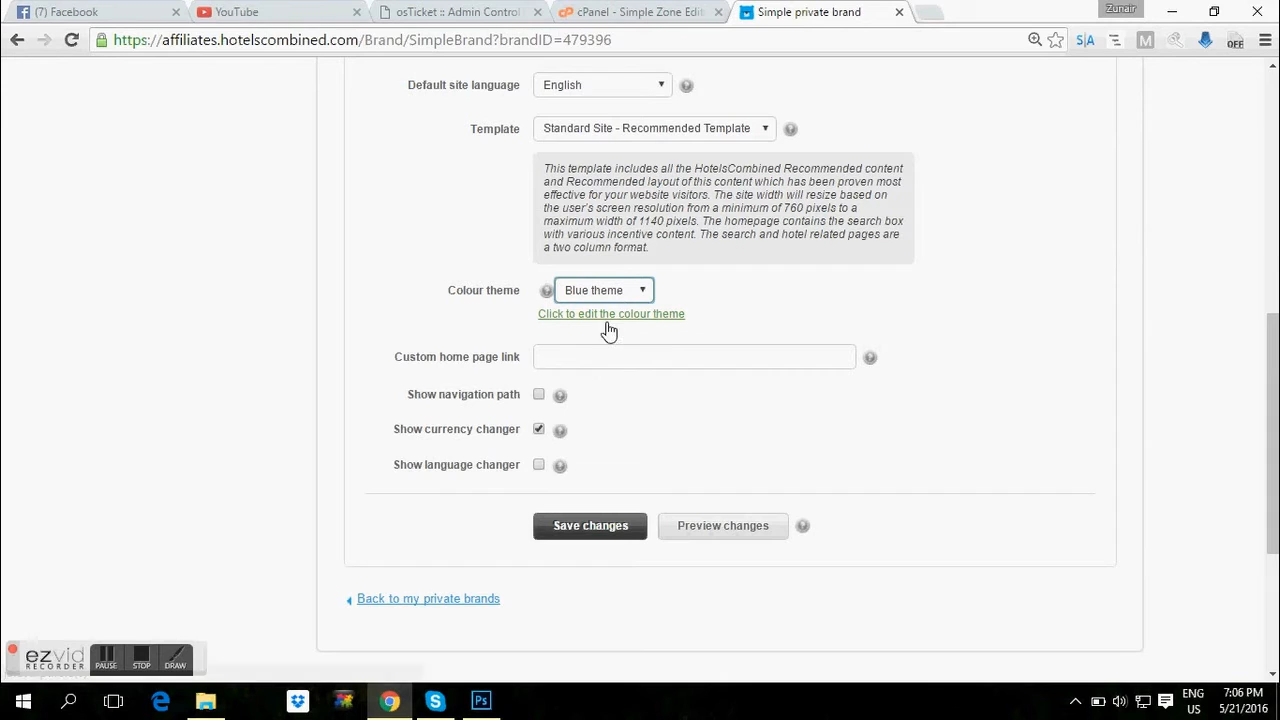 (7) Facebook
YouTube
osTicket :: Admin Control
cPanel - Simple Zone Edit
Simple private brand
Zunair
https://affiliates.hotelscombined.com/Brand/SimpleBrand?brandID=479396
S|A
M
OFF
Default site language
English
Template
Standard Site - Recommended Template
This template includes all the HotelsCombined Recommended content
and Recommended layout of this content which has been proven most
effective for your website visitors. The site width will resize based on
the user's screen resolution from a minimum of 760 pixels to a
maximum width of 1140 pixels. The homepage contains the search box
with various incentive content. The search and hotel related pages are
a two column format.
Colour theme
Blue theme
Click to edit the colour theme
Custom home page link
Show navigation path
Show currency changer
Show language changer
Save changes
Preview changes
Back to my private brands
ezvid
RECORDER
PAUSE
STOP
DRAW
ENG
US
7:06 PM
5/21/2016